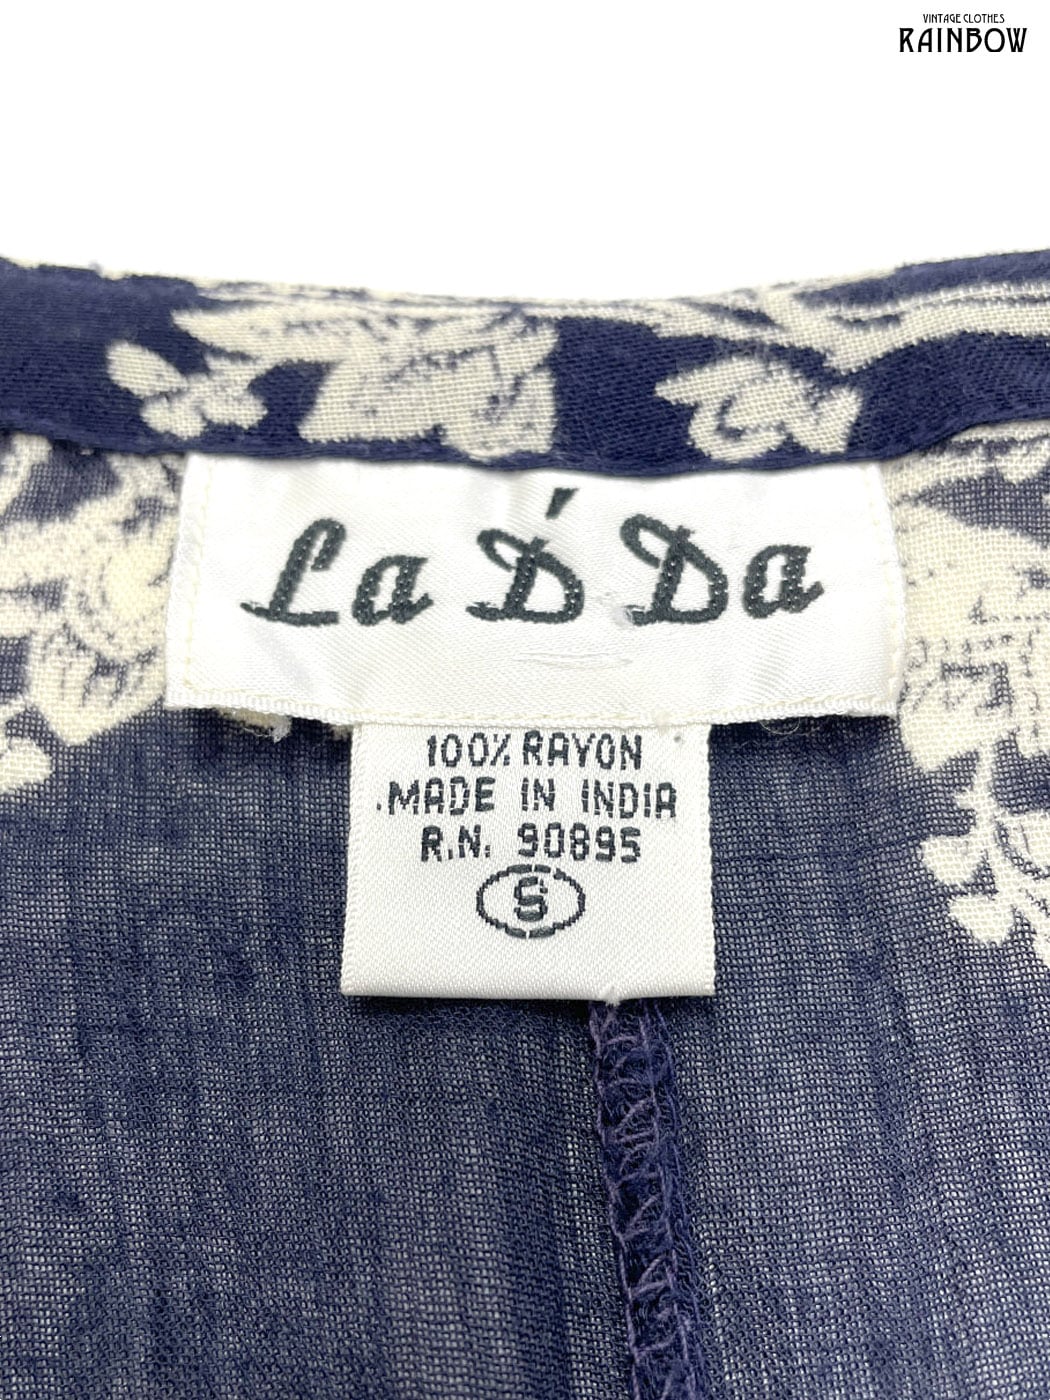 VINTAGE CLOTHES
RAINBOW
La D' Da
100% RAYON
MADE IN INDIA
R.N. 90895
S